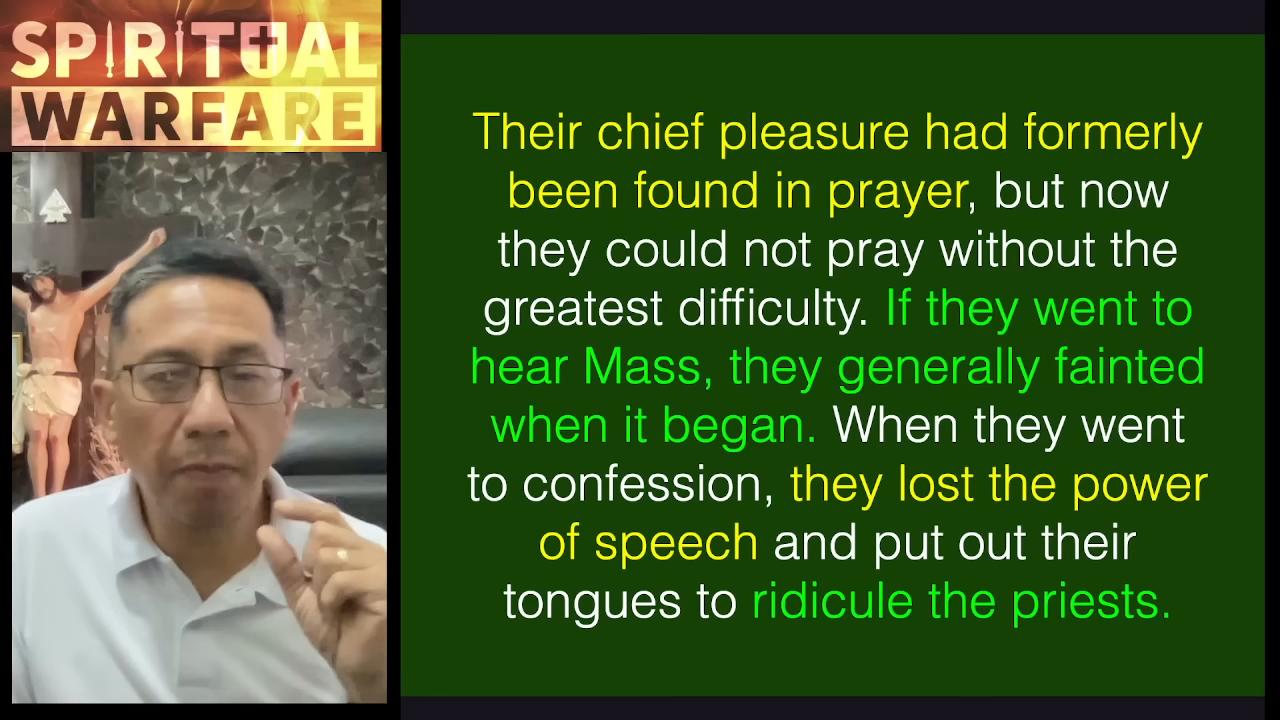 SPIRITUAL
WARFARE
Their chief pleasure had formerly
been found in prayer, but now
they could not pray without the
greatest difficulty. If they went to
hear Mass, they generally fainted
when it began. When they went
to confession, they lost the power
of speech and put out their
tongues to ridicule the priests.